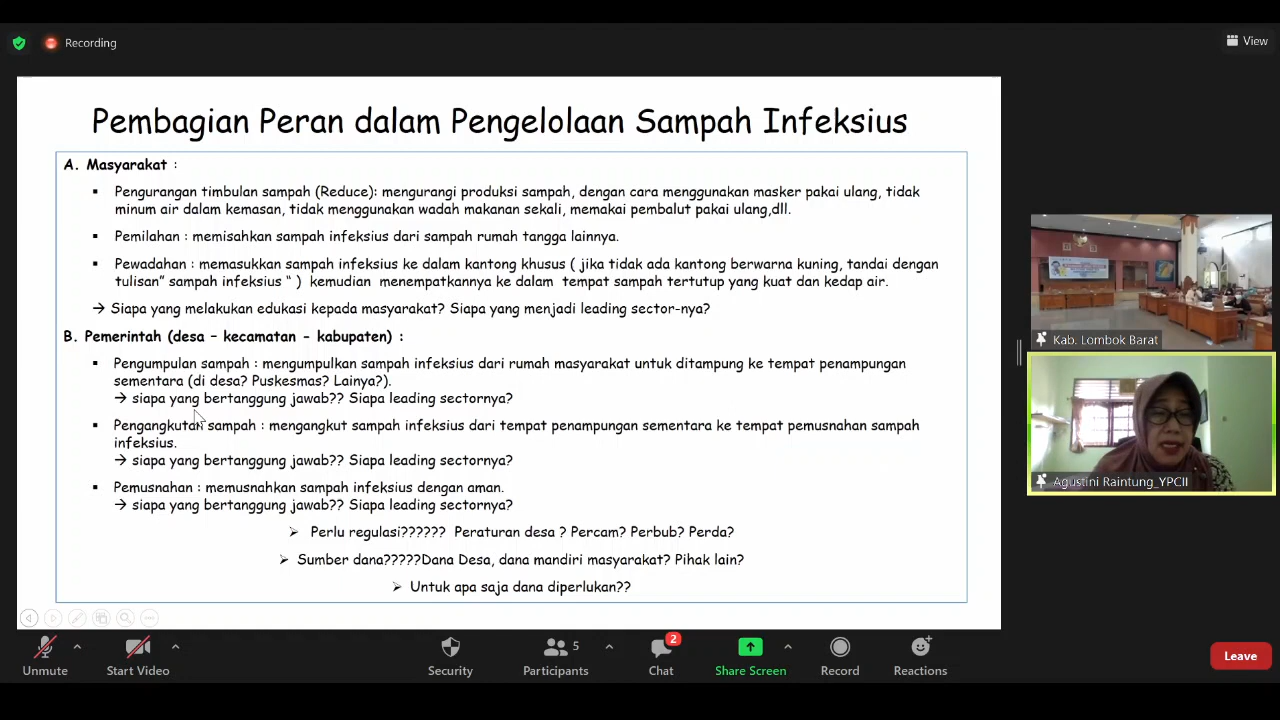 Recording
View
Pembagian Peran dalam Pengelolaan Sampah Infeksius
A. Masyarakat :
▪ Pengurangan timbulan sampah (Reduce): mengurangi produksi sampah, dengan cara menggunakan masker pakai ulang, tidak
minum air dalam kemasan, tidak menggunakan wadah makanan sekali, memakai pembalut pakai ulang,dll.
▪ Pemilahan : memisahkan sampah infeksius dari sampah rumah tangga lainnya.
▪ Pewadahan : memasukkan sampah infeksius ke dalam kantong khusus ( jika tidak ada kantong berwarna kuning, tandai dengan
tulisan” sampah infeksius “ ) kemudian menempatkannya ke dalam tempat sampah tertutup yang kuat dan kedap air.
→ Siapa yang melakukan edukasi kepada masyarakat? Siapa yang menjadi leading sector-nya?
B. Pemerintah (desa – kecamatan - kabupaten) :
▪ Pengumpulan sampah : mengumpulkan sampah infeksius dari rumah masyarakat untuk ditampung ke tempat penampungan
sementara (di desa? Puskesmas? Lainya?).
→ siapa yang bertanggung jawab?? Siapa leading sectornya?
▪ Pengangkutan sampah : mengangkut sampah infeksius dari tempat penampungan sementara ke tempat pemusnahan sampah
infeksius.
→ siapa yang bertanggung jawab?? Siapa leading sectornya?
▪ Pemusnahan : memusnahkan sampah infeksius dengan aman.
→ siapa yang bertanggung jawab?? Siapa leading sectornya?
➢ Perlu regulasi?????? Peraturan desa ? Percam? Perbub? Perda?
➢ Sumber dana?????Dana Desa, dana mandiri masyarakat? Pihak lain?
➢ Untuk apa saja dana diperlukan??
Kab. Lombok Barat
Agustini Raintung_YPCII
Unmute
Start Video
Security
5
Participants
2
Chat
Share Screen
Record
Reactions
Leave